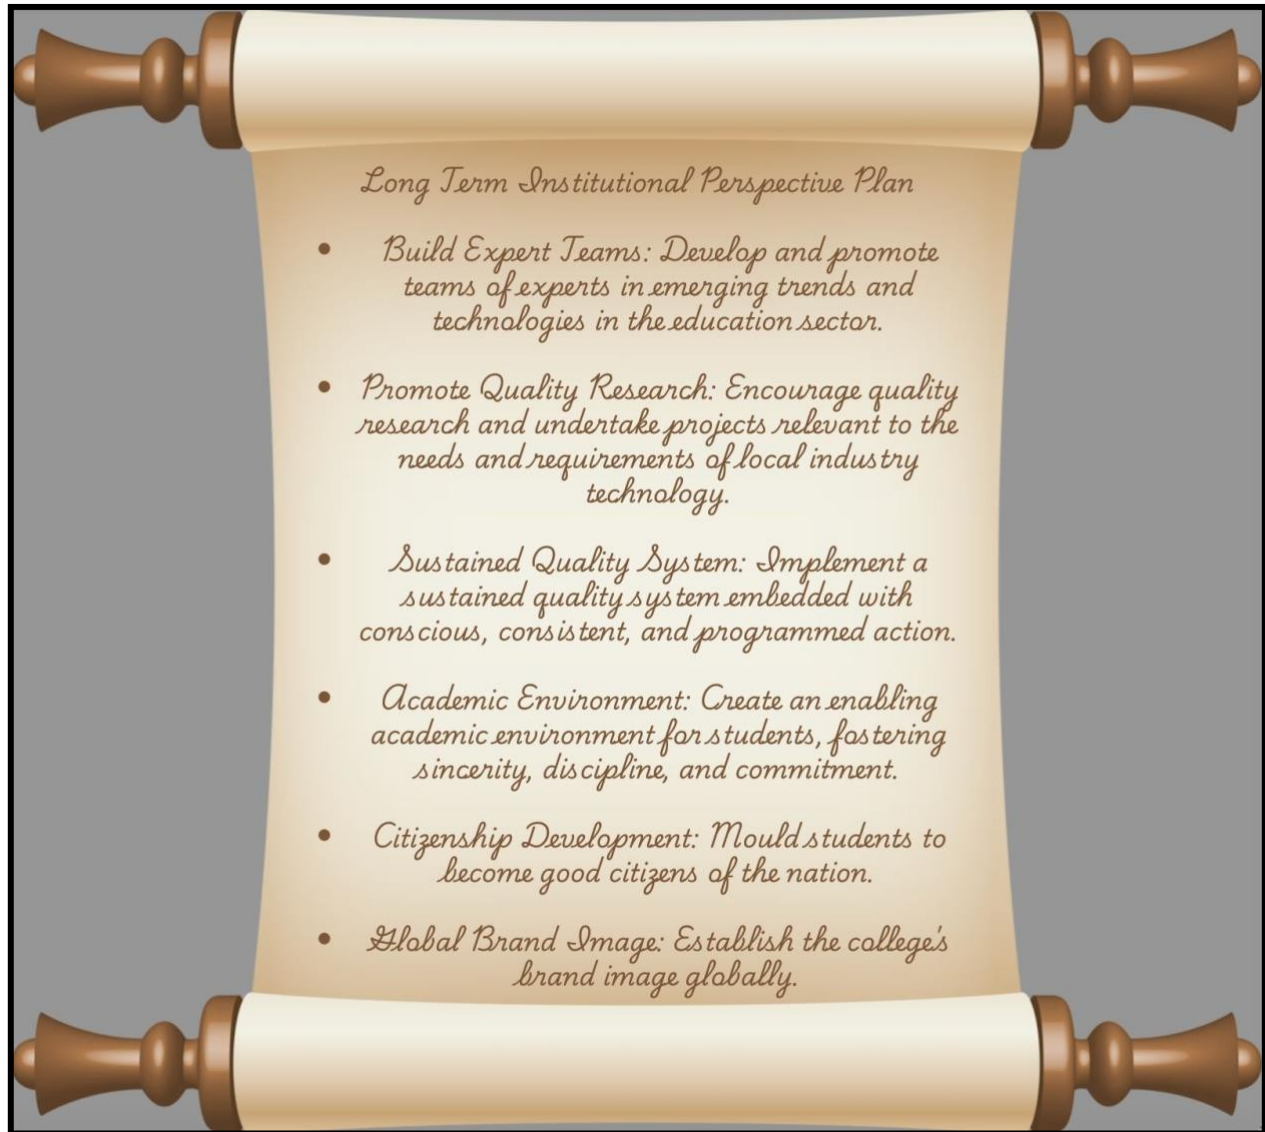 Long Term Institutional Perspective Plan
• Build Expert Teams: Develop and promote
teams of experts in emerging trends and
technologies in the education sector.
• Promote Quality Research: Encourage quality
research and undertake projects relevant to the
needs and requirements of local industry
technology.
• Sustained Quality System: Implement a
sustained quality system embedded with
conscious, consistent, and programmed action.
• Academic Environment: Create an enabling
academic environment for students, fostering
sincerity, discipline, and commitment.
• Citizenship Development: Mould students to
become good citizens of the nation.
• Global Brand Image: Establish the college's
brand image globally.